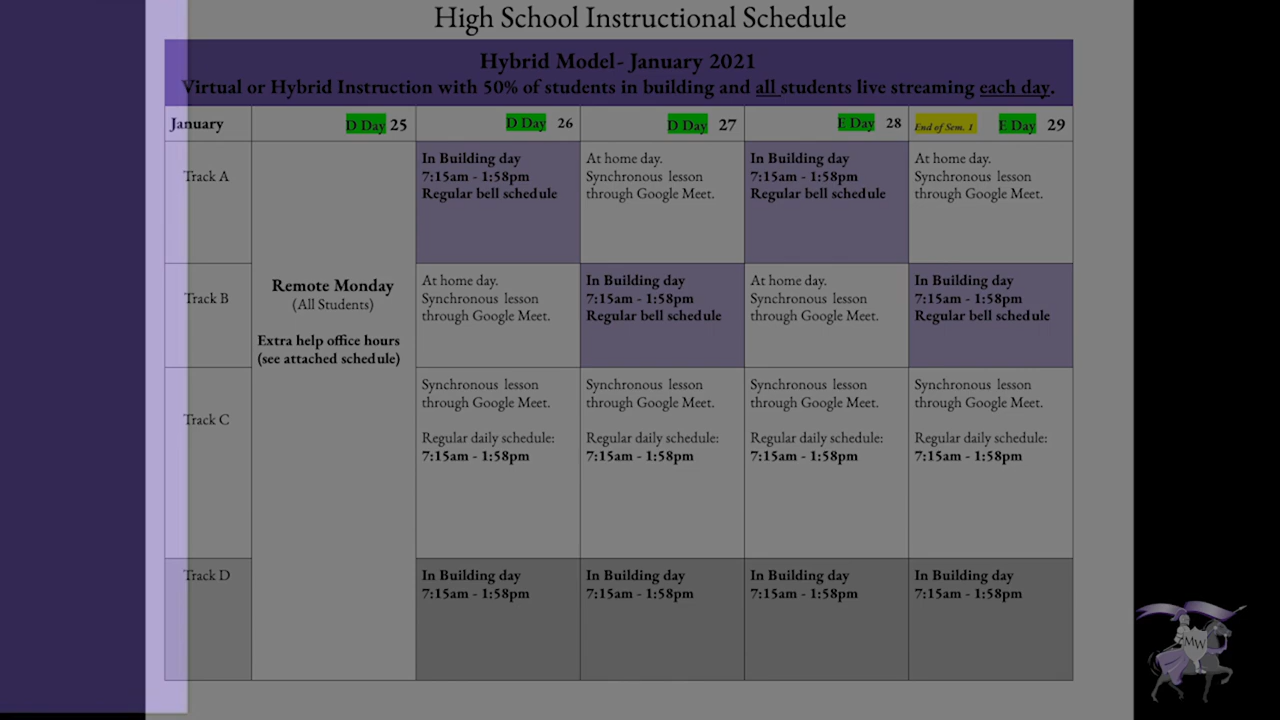 High School Instructional Schedule
Hybrid Model- January 2021
Virtual or Hybrid Instruction with 50% of students in building and all students live streaming each day.
January
D Day 25
D Day 26
D Day 27
E Day 28
End of Sem. 1 E Day 29
Track A
In Building day
7:15am - 1:58pm
Regular bell schedule
At home day.
Synchronous lesson
through Google Meet.
In Building day
7:15am - 1:58pm
Regular bell schedule
At home day.
Synchronous lesson
through Google Meet.
Remote Monday
(All Students)
Extra help office hours
(see attached schedule)
Track B
At home day.
Synchronous lesson
through Google Meet.
In Building day
7:15am - 1:58pm
Regular bell schedule
At home day.
Synchronous lesson
through Google Meet.
In Building day
7:15am - 1:58pm
Regular bell schedule
Track C
Synchronous lesson
through Google Meet.
Regular daily schedule:
7:15am - 1:58pm
Synchronous lesson
through Google Meet.
Regular daily schedule:
7:15am - 1:58pm
Synchronous lesson
through Google Meet.
Regular daily schedule:
7:15am - 1:58pm
Synchronous lesson
through Google Meet.
Regular daily schedule:
7:15am - 1:58pm
Track D
In Building day
7:15am - 1:58pm
In Building day
7:15am - 1:58pm
In Building day
7:15am - 1:58pm
In Building day
7:15am - 1:58pm
MW